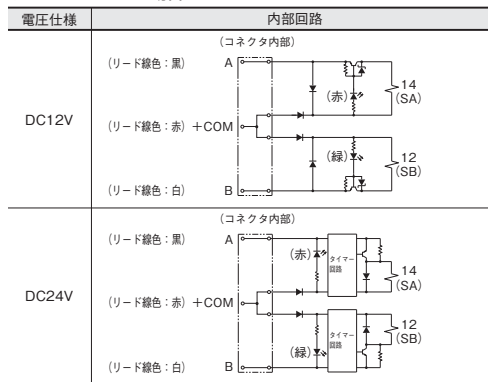 電圧仕様 内部回路
(コネクタ内部)
(リード線色：黒) A
(赤) 14
(SA)
DC12V (リード線色：赤) +COM
(緑) 12
(SB)
(リード線色：白) B
(コネクタ内部)
(リード線色：黒) A
(赤) タイマー
回路
14
(SA)
DC24V (リード線色：赤) +COM
12
(SB)
タイマー
回路
(緑)
(リード線色：白) B